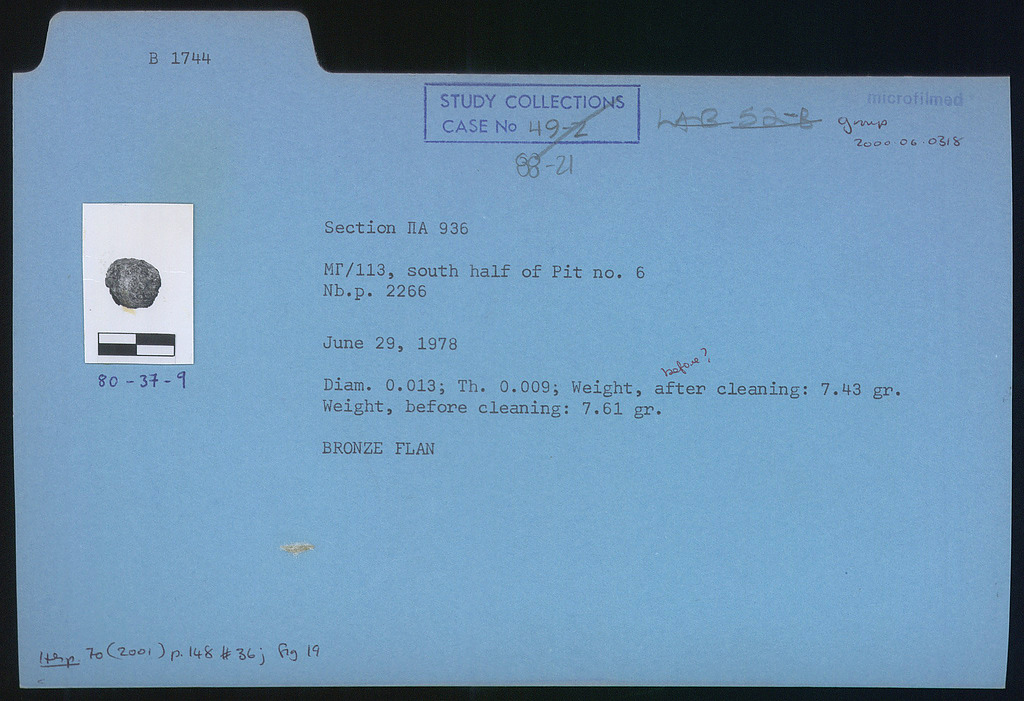 B 1744
microfilmed
STUDY COLLECTIONS
CASE No 49-Z
88-21
LAB 52-B
group
2000.06.0318
Section ΠΑ 936
ΜΓ/113, south half of Pit no. 6
Nb.p. 2266
June 29, 1978
80-37-9
before?
Diam. 0.013; Th. 0.009; Weight, after cleaning: 7.43 gr.
Weight, before cleaning: 7.61 gr.
BRONZE FLAN
Hesp. 70 (2001) p. 148 #36; fig 19